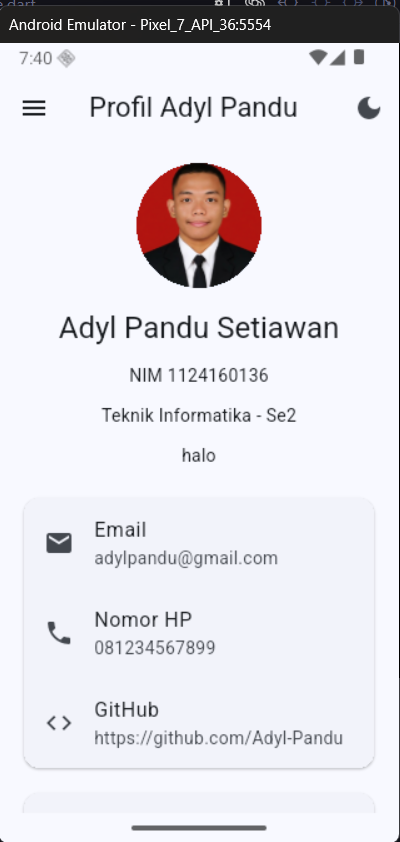 Android Emulator - Pixel_7_API_36:5554
7:40
Profil Adyl Pandu
Adyl Pandu Setiawan
NIM 1124160136
Teknik Informatika - Se2
halo
Email
adylpandu@gmail.com
Nomor HP
081234567899
GitHub
https://github.com/Adyl-Pandu